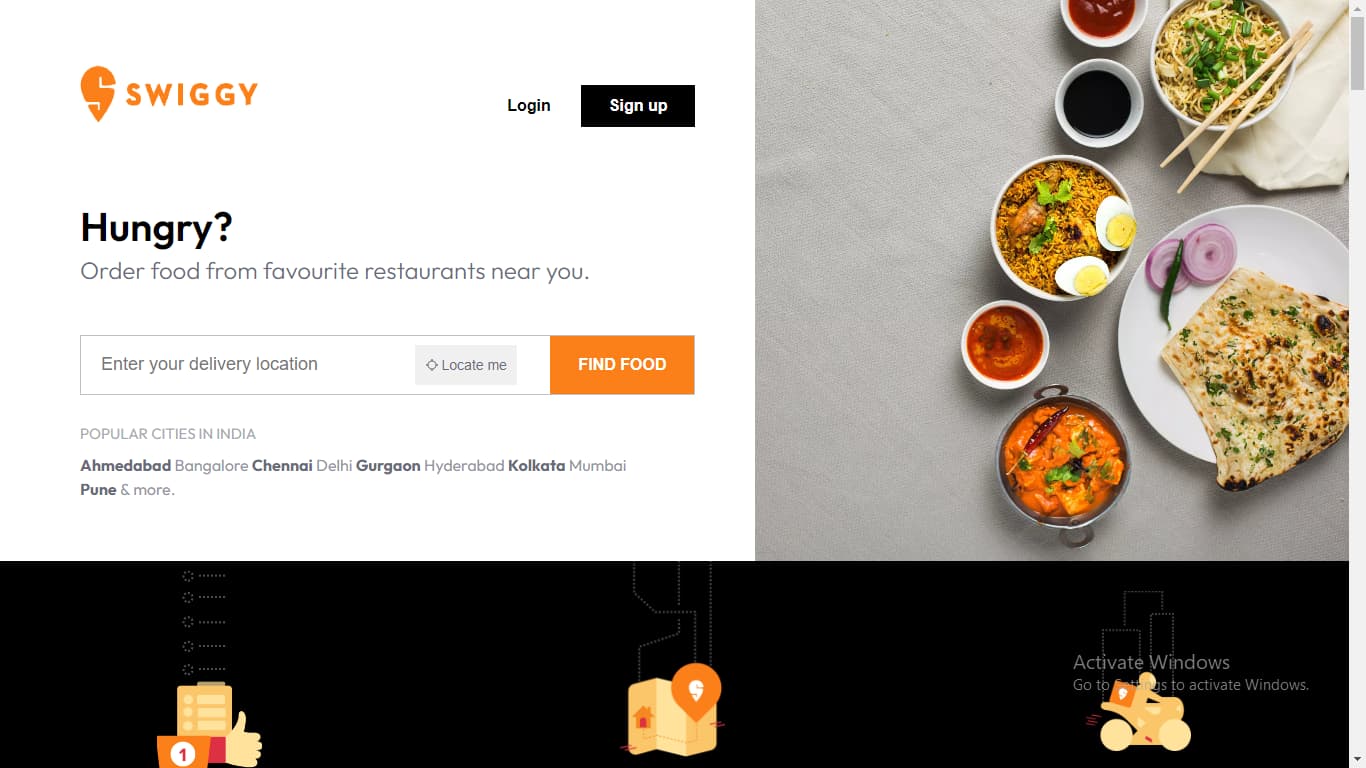 SWIGGY
Login
Sign up
Hungry?
Order food from favourite restaurants near you.
Enter your delivery location
Locate me
FIND FOOD
POPULAR CITIES IN INDIA
Ahmedabad Bangalore Chennai Delhi Gurgaon Hyderabad Kolkata Mumbai
Pune & more.
Activate Windows
Go to Settings to activate Windows.
1